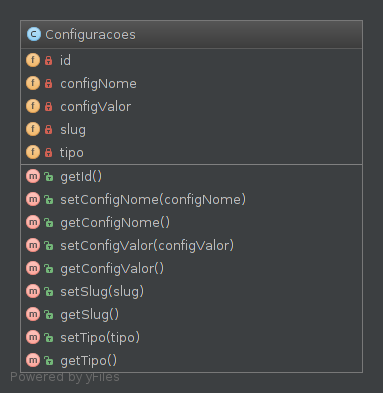 C Configuracoes
f id
f configNome
f configValor
f slug
f tipo
m getId()
m setConfigNome(configNome)
m getConfigNome()
m setConfigValor(configValor)
m getConfigValor()
m setSlug(slug)
m getSlug()
m setTipo(tipo)
m getTipo()
Powered by yFiles